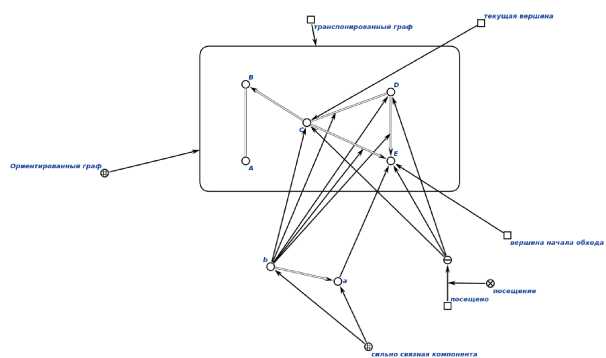 текущая вершина
транспонированный граф
B
D
C
E
A
Ориентированный граф
вершина начала обхода
b
a
посещение
посещено
сильно связная компонента